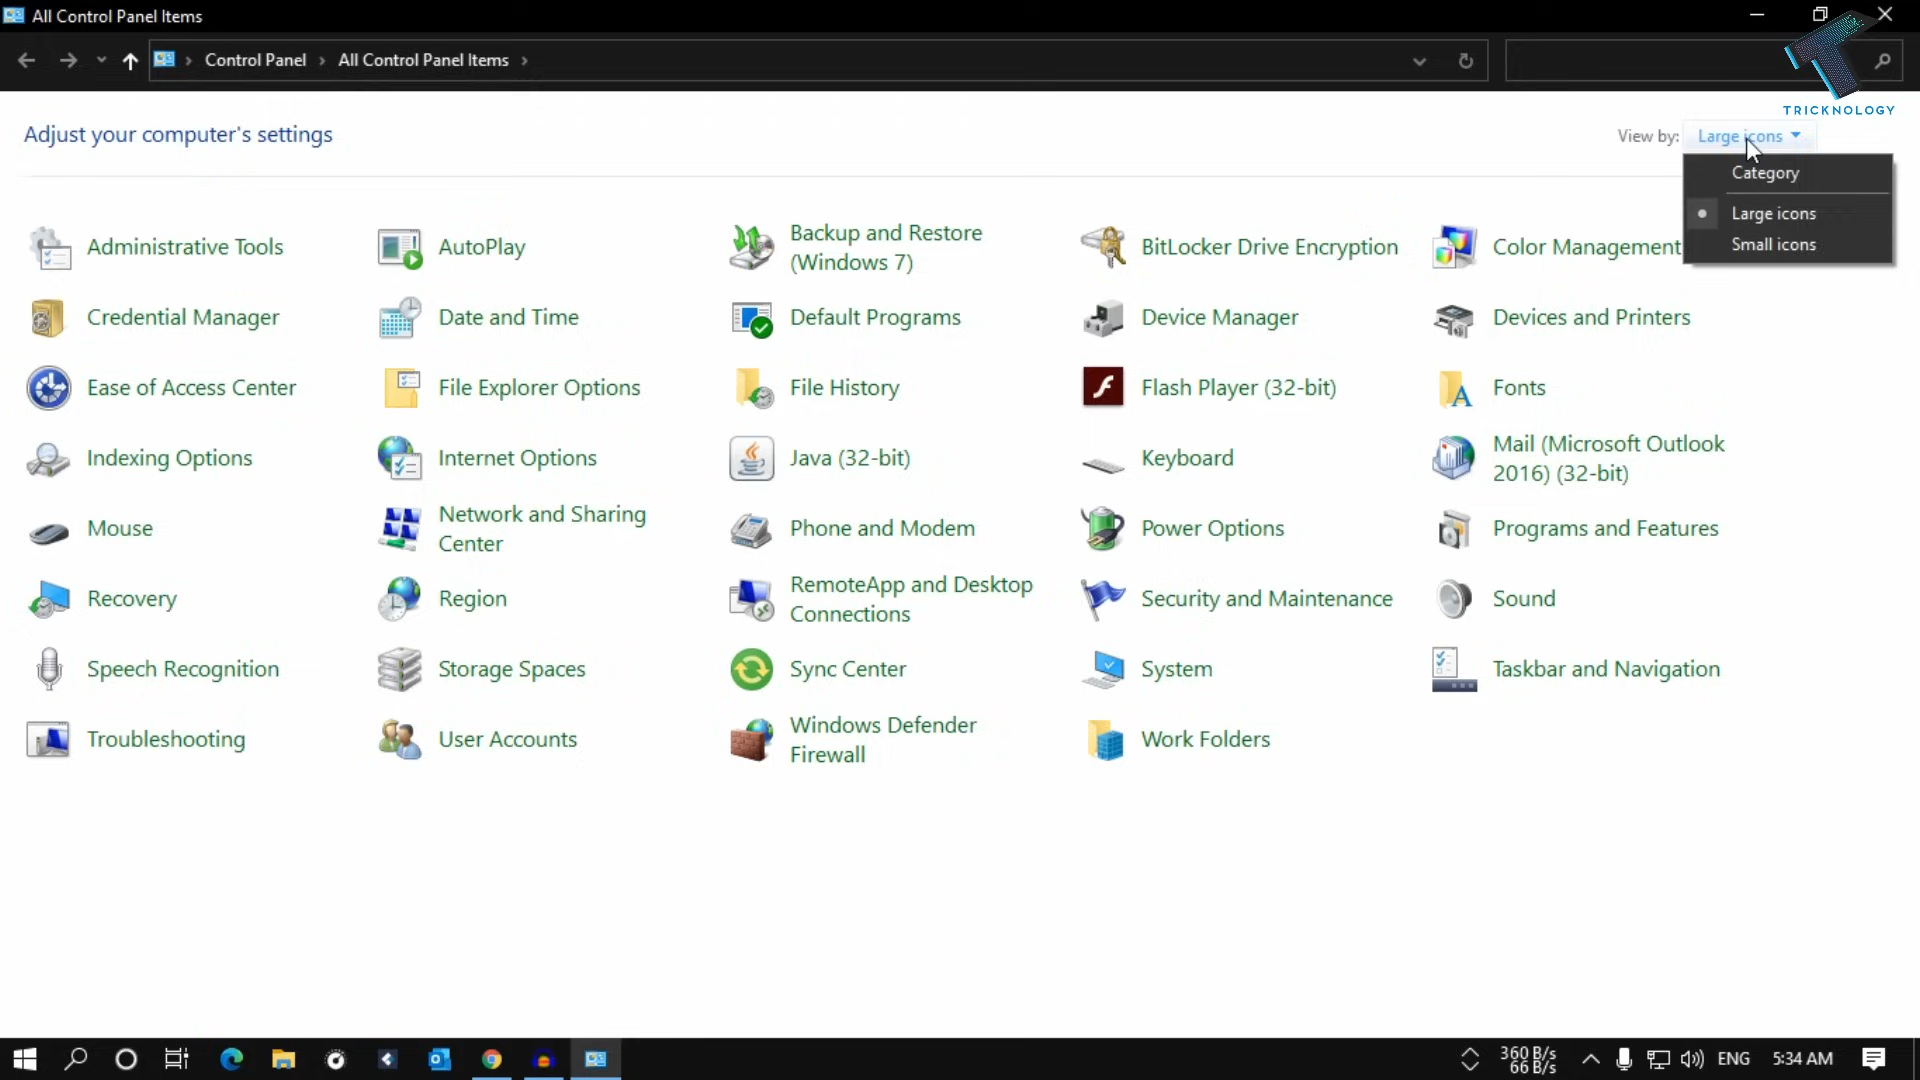 All Control Panel Items
Control Panel
All Control Panel Items
TRICKNOLOGY
Adjust your computer's settings
View by:
Large icons
Category
Large icons
Small icons
Administrative Tools
AutoPlay
Backup and Restore
(Windows 7)
BitLocker Drive Encryption
Color Management
Credential Manager
Date and Time
Default Programs
Device Manager
Devices and Printers
Ease of Access Center
File Explorer Options
File History
Flash Player (32-bit)
Fonts
Indexing Options
Internet Options
Java (32-bit)
Keyboard
Mail (Microsoft Outlook
2016) (32-bit)
Mouse
Network and Sharing
Center
Phone and Modem
Power Options
Programs and Features
Recovery
Region
RemoteApp and Desktop
Connections
Security and Maintenance
Sound
Speech Recognition
Storage Spaces
Sync Center
System
Taskbar and Navigation
Troubleshooting
User Accounts
Windows Defender
Firewall
Work Folders
360 B/s
66 B/s
ENG
5:34 AM